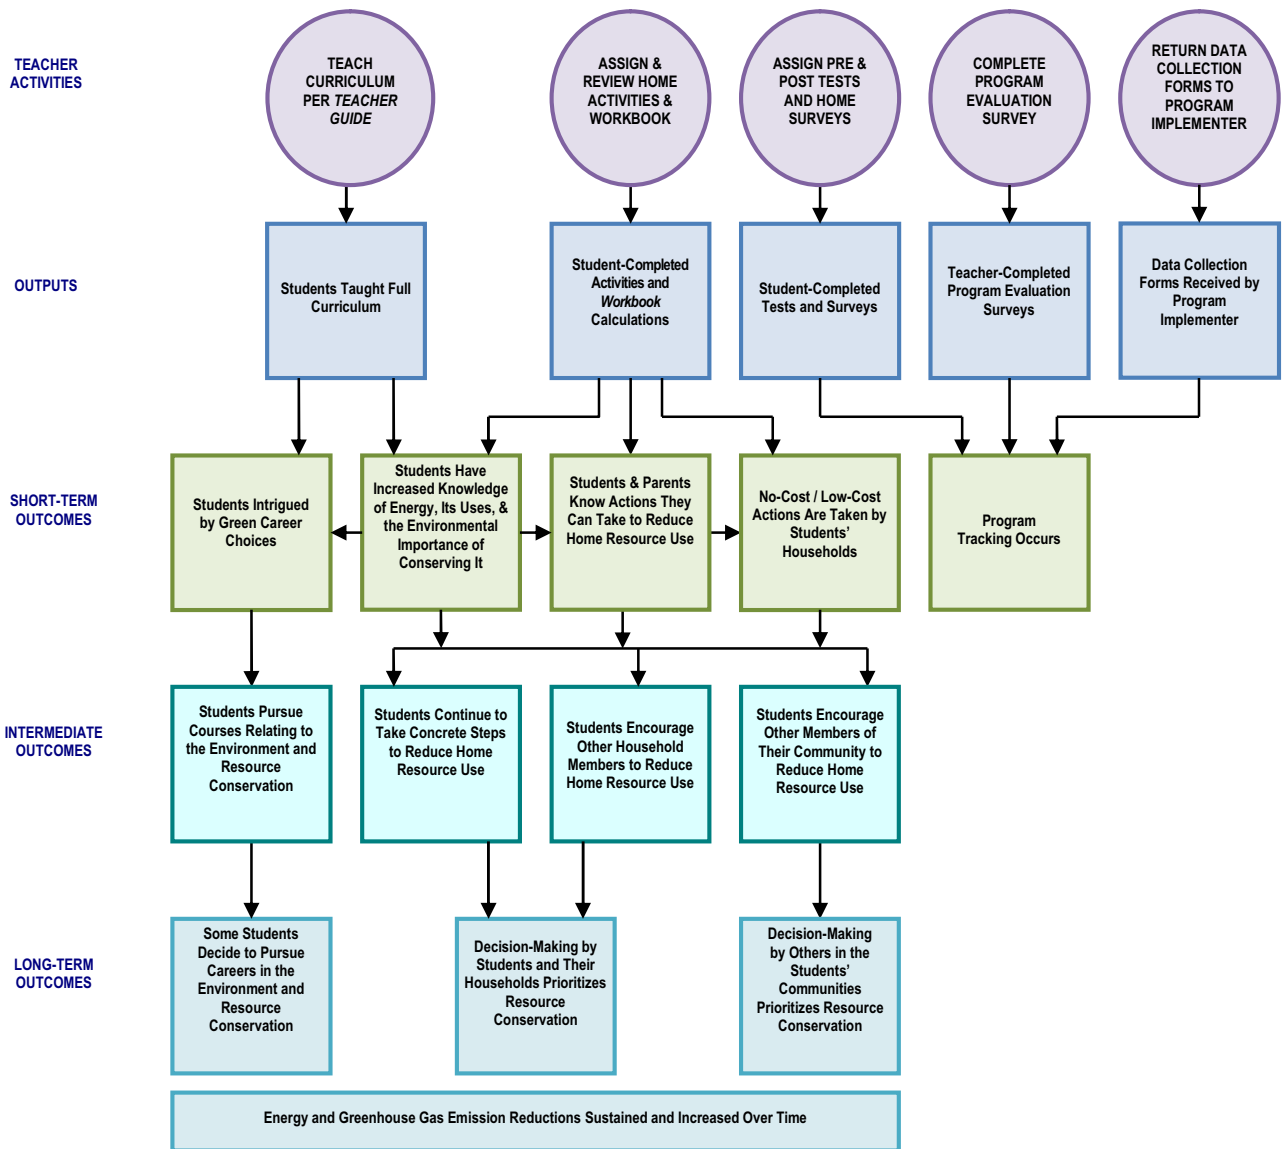 TEACHER
ACTIVITIES
TEACH
CURRICULUM
PER TEACHER
GUIDE
ASSIGN &
REVIEW HOME
ACTIVITIES &
WORKBOOK
ASSIGN PRE &
POST TESTS
AND HOME
SURVEYS
COMPLETE
PROGRAM
EVALUATION
SURVEY
RETURN DATA
COLLECTION
FORMS TO
PROGRAM
IMPLEMENTER
OUTPUTS
Students Taught Full
Curriculum
Student-Completed
Activities and
Workbook
Calculations
Student-Completed
Tests and Surveys
Teacher-Completed
Program Evaluation
Surveys
Data Collection
Forms Received by
Program
Implementer
SHORT-TERM
OUTCOMES
Students Intrigued
by Green Career
Choices
Students Have
Increased Knowledge
of Energy, Its Uses, &
the Environmental
Importance of
Conserving It
Students & Parents
Know Actions They
Can Take to Reduce
Home Resource Use
No-Cost / Low-Cost
Actions Are Taken by
Students’
Households
Program
Tracking Occurs
INTERMEDIATE
OUTCOMES
Students Pursue
Courses Relating to
the Environment and
Resource
Conservation
Students Continue to
Take Concrete Steps
to Reduce Home
Resource Use
Students Encourage
Other Household
Members to Reduce
Home Resource Use
Students Encourage
Other Members of
Their Community to
Reduce Home
Resource Use
LONG-TERM
OUTCOMES
Some Students
Decide to Pursue
Careers in the
Environment and
Resource
Conservation
Decision-Making by
Students and Their
Households Prioritizes
Resource
Conservation
Decision-Making
by Others in the
Students’
Communities
Prioritizes Resource
Conservation
Energy and Greenhouse Gas Emission Reductions Sustained and Increased Over Time